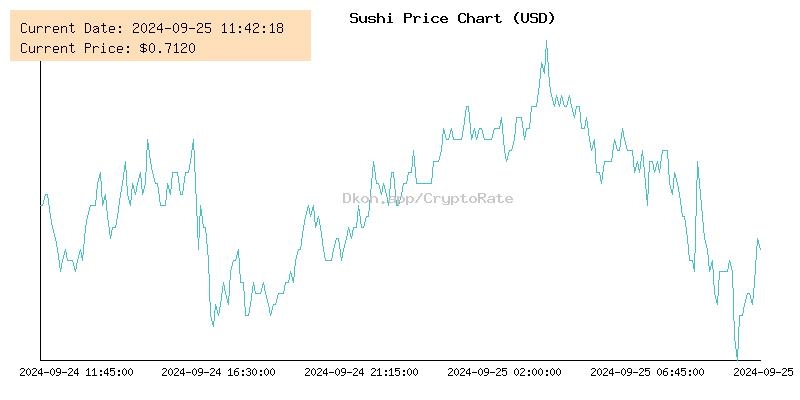 Sushi Price Chart (USD)
Current Date: 2024-09-25 11:42:18
Current Price: $0.7120
Dkon.app/CryptoRate
2024-09-24 11:45:00
2024-09-24 16:30:00
2024-09-24 21:15:00
2024-09-25 02:00:00
2024-09-25 06:45:00
2024-09-25